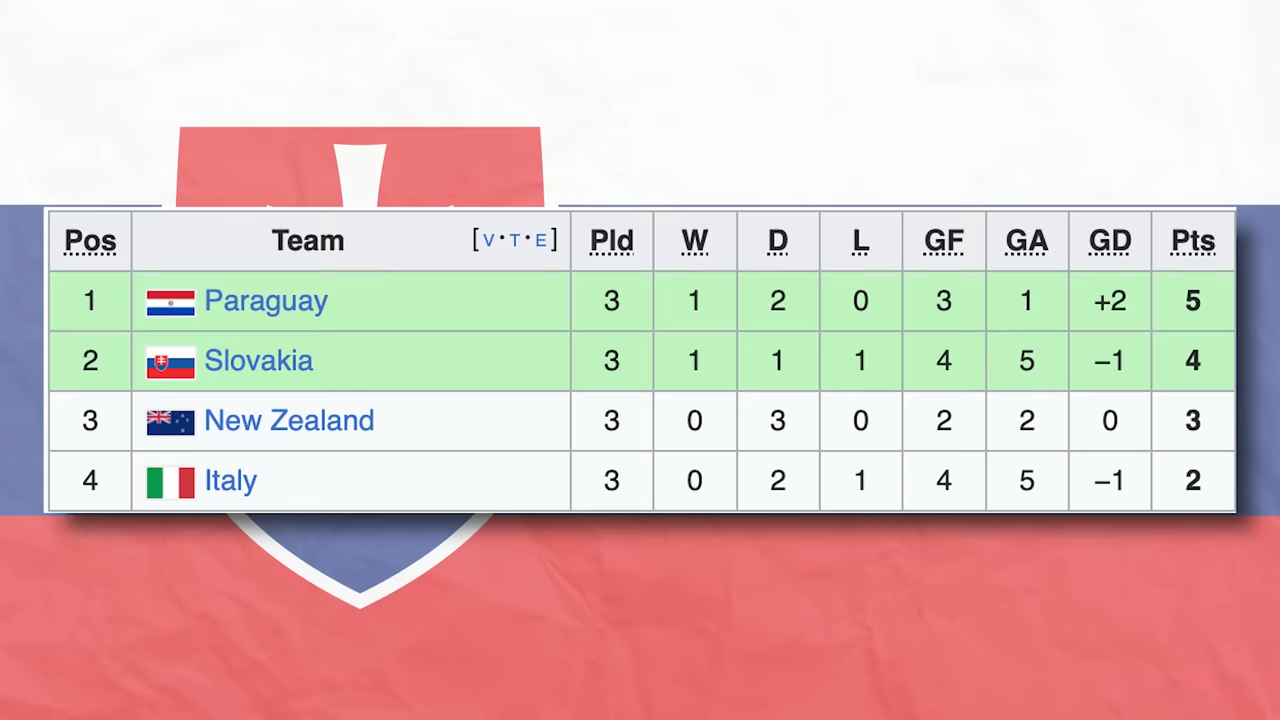 Pos Team [V·T·E] Pld W D L GF GA GD Pts
1 Paraguay 3 1 2 0 3 1 +2 5
2 Slovakia 3 1 1 1 4 5 −1 4
3 New Zealand 3 0 3 0 2 2 0 3
4 Italy 3 0 2 1 4 5 −1 2